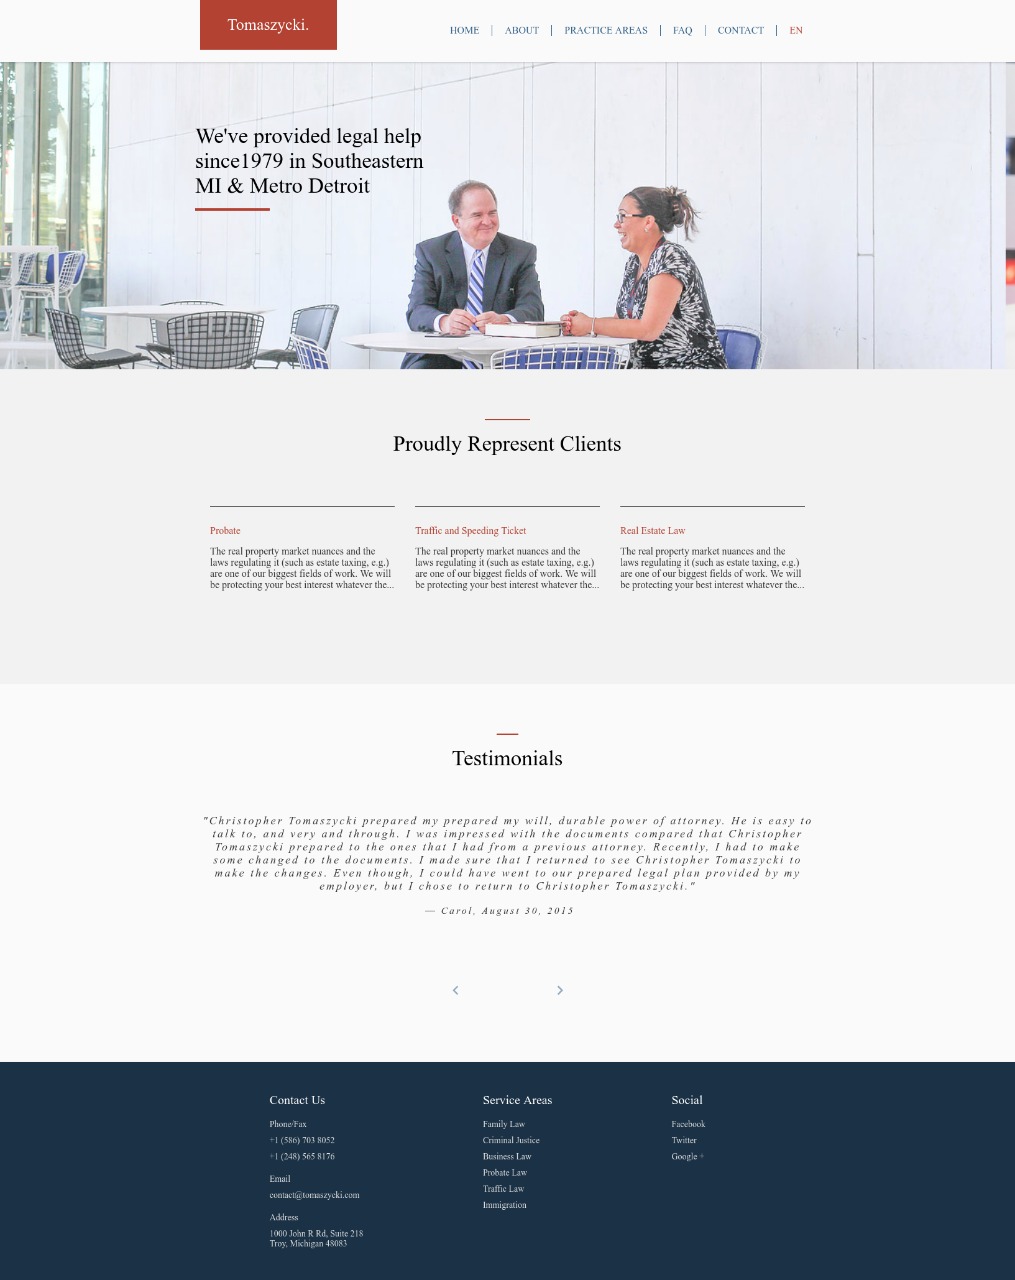 Tomaszycki.
HOME | ABOUT | PRACTICE AREAS | FAQ | CONTACT | EN
We've provided legal help
since1979 in Southeastern
MI & Metro Detroit
Proudly Represent Clients
Probate
The real property market nuances and the
laws regulating it (such as estate taxing, e.g.)
are one of our biggest fields of work. We will
be protecting your best interest whatever the...
Traffic and Speeding Ticket
The real property market nuances and the
laws regulating it (such as estate taxing, e.g.)
are one of our biggest fields of work. We will
be protecting your best interest whatever the...
Real Estate Law
The real property market nuances and the
laws regulating it (such as estate taxing, e.g.)
are one of our biggest fields of work. We will
be protecting your best interest whatever the...
Testimonials
"Christopher Tomaszycki prepared my prepared my will, durable power of attorney. He is easy to
talk to, and very and through. I was impressed with the documents compared that Christopher
Tomaszycki prepared to the ones that I had from a previous attorney. Recently, I had to make
some changed to the documents. I made sure that I returned to see Christopher Tomaszycki to
make the changes. Even though, I could have went to our prepared legal plan provided by my
employer, but I chose to return to Christopher Tomaszycki."
— Carol, August 30, 2015
Contact Us
Phone/Fax
+1 (586) 703 8052
+1 (248) 565 8176
Email
contact@tomaszycki.com
Address
1000 John R Rd, Suite 218
Troy, Michigan 48083
Service Areas
Family Law
Criminal Justice
Business Law
Probate Law
Traffic Law
Immigration
Social
Facebook
Twitter
Google +